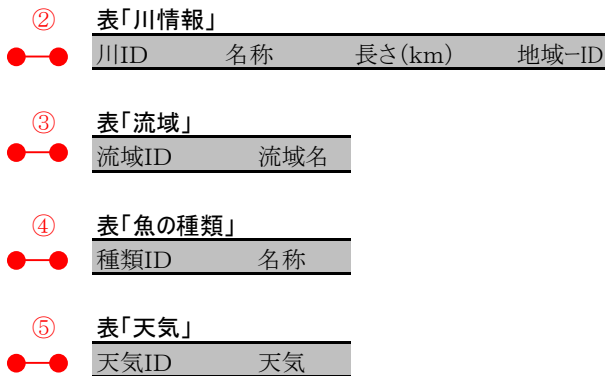 ② 表「川情報」
川ID 名称 長さ(km) 地域-ID
③ 表「流域」
流域ID 流域名
④ 表「魚の種類」
種類ID 名称
⑤ 表「天気」
天気ID 天気